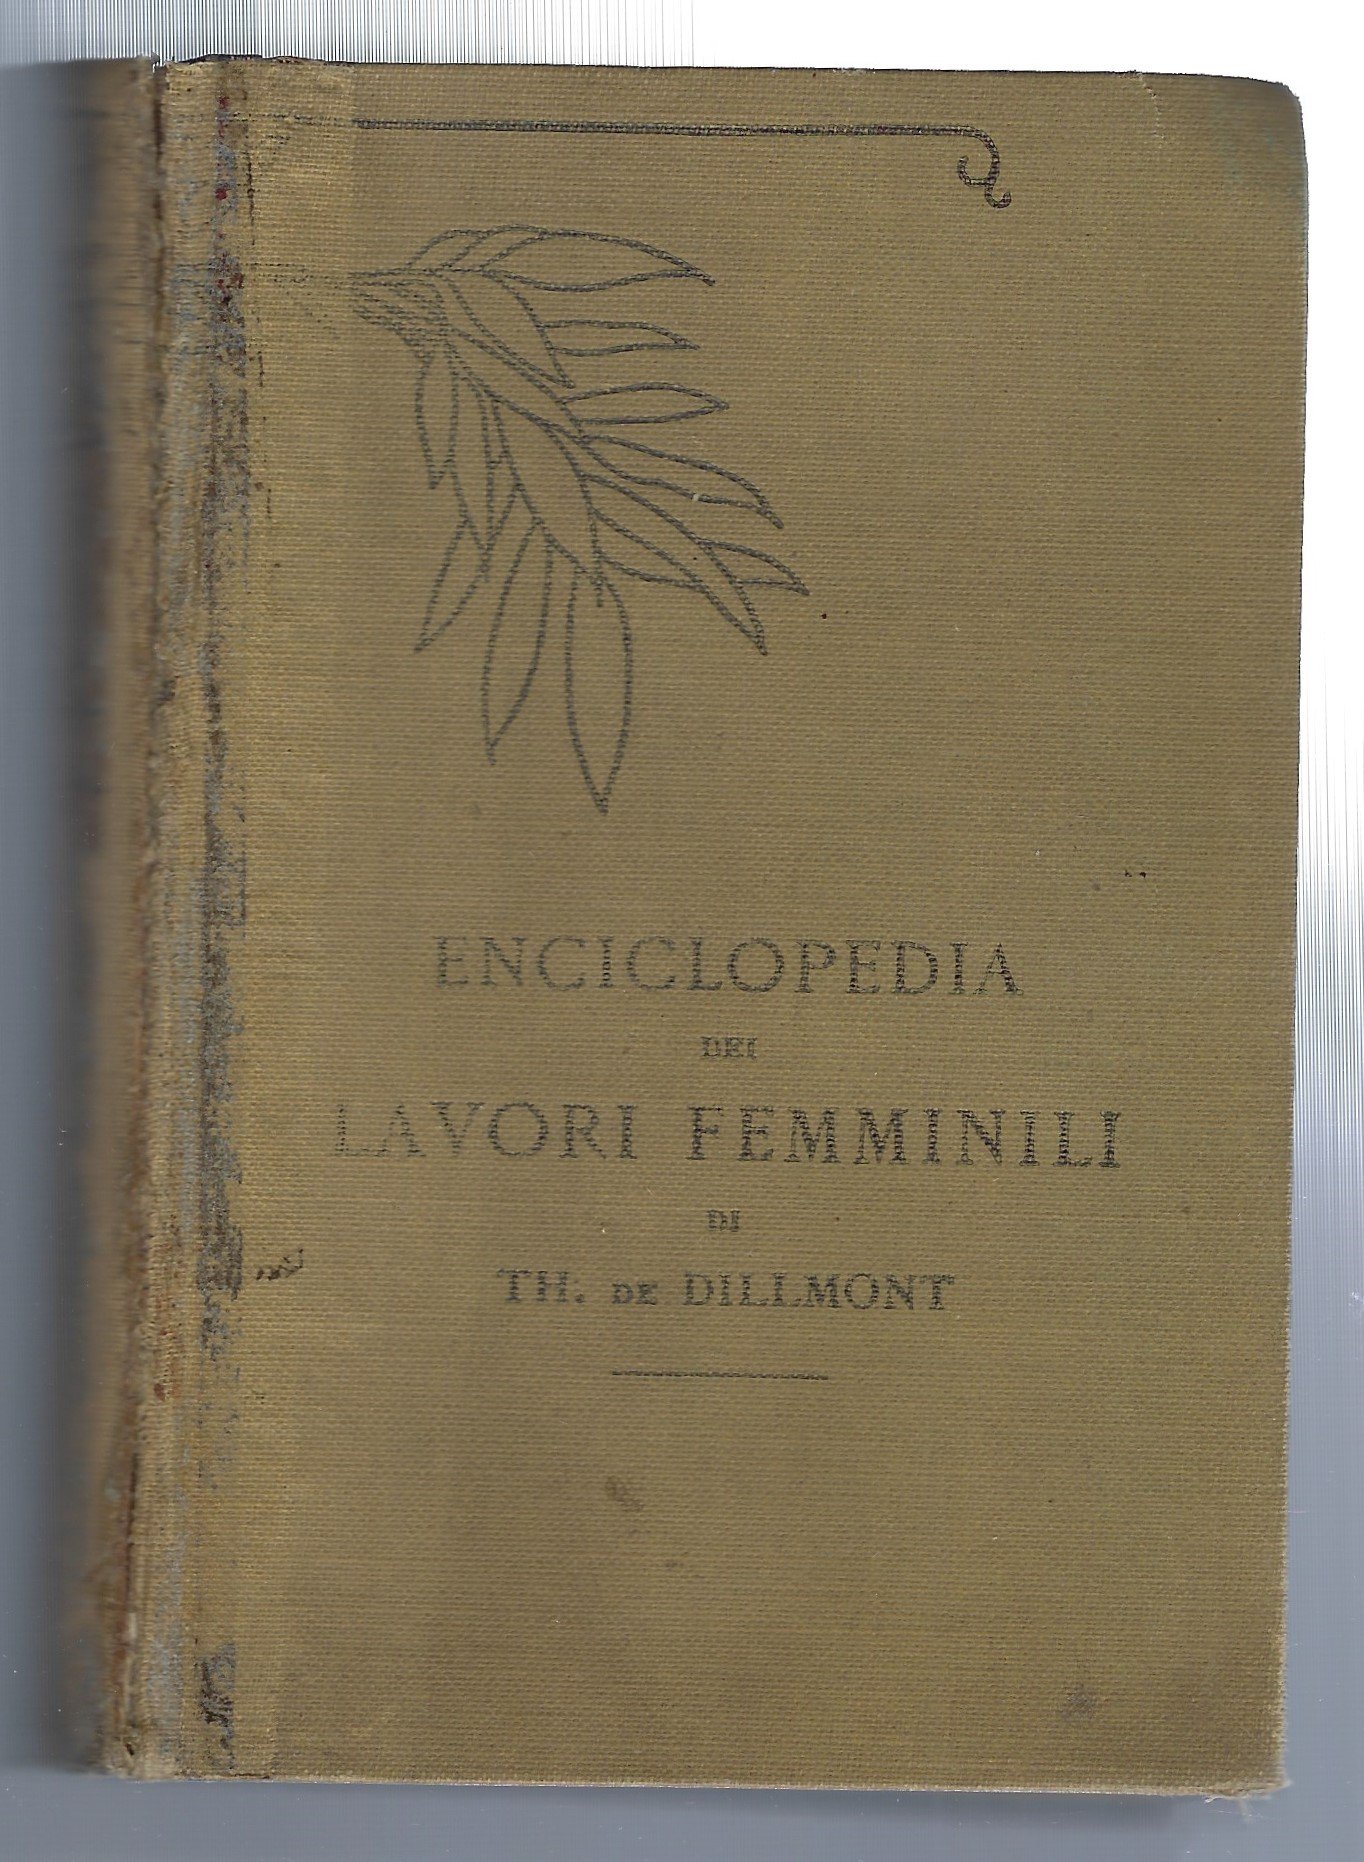 ENCICLOPEDIA
DEI
LAVORI FEMMINILI
DI
TH: DE DILLMONT